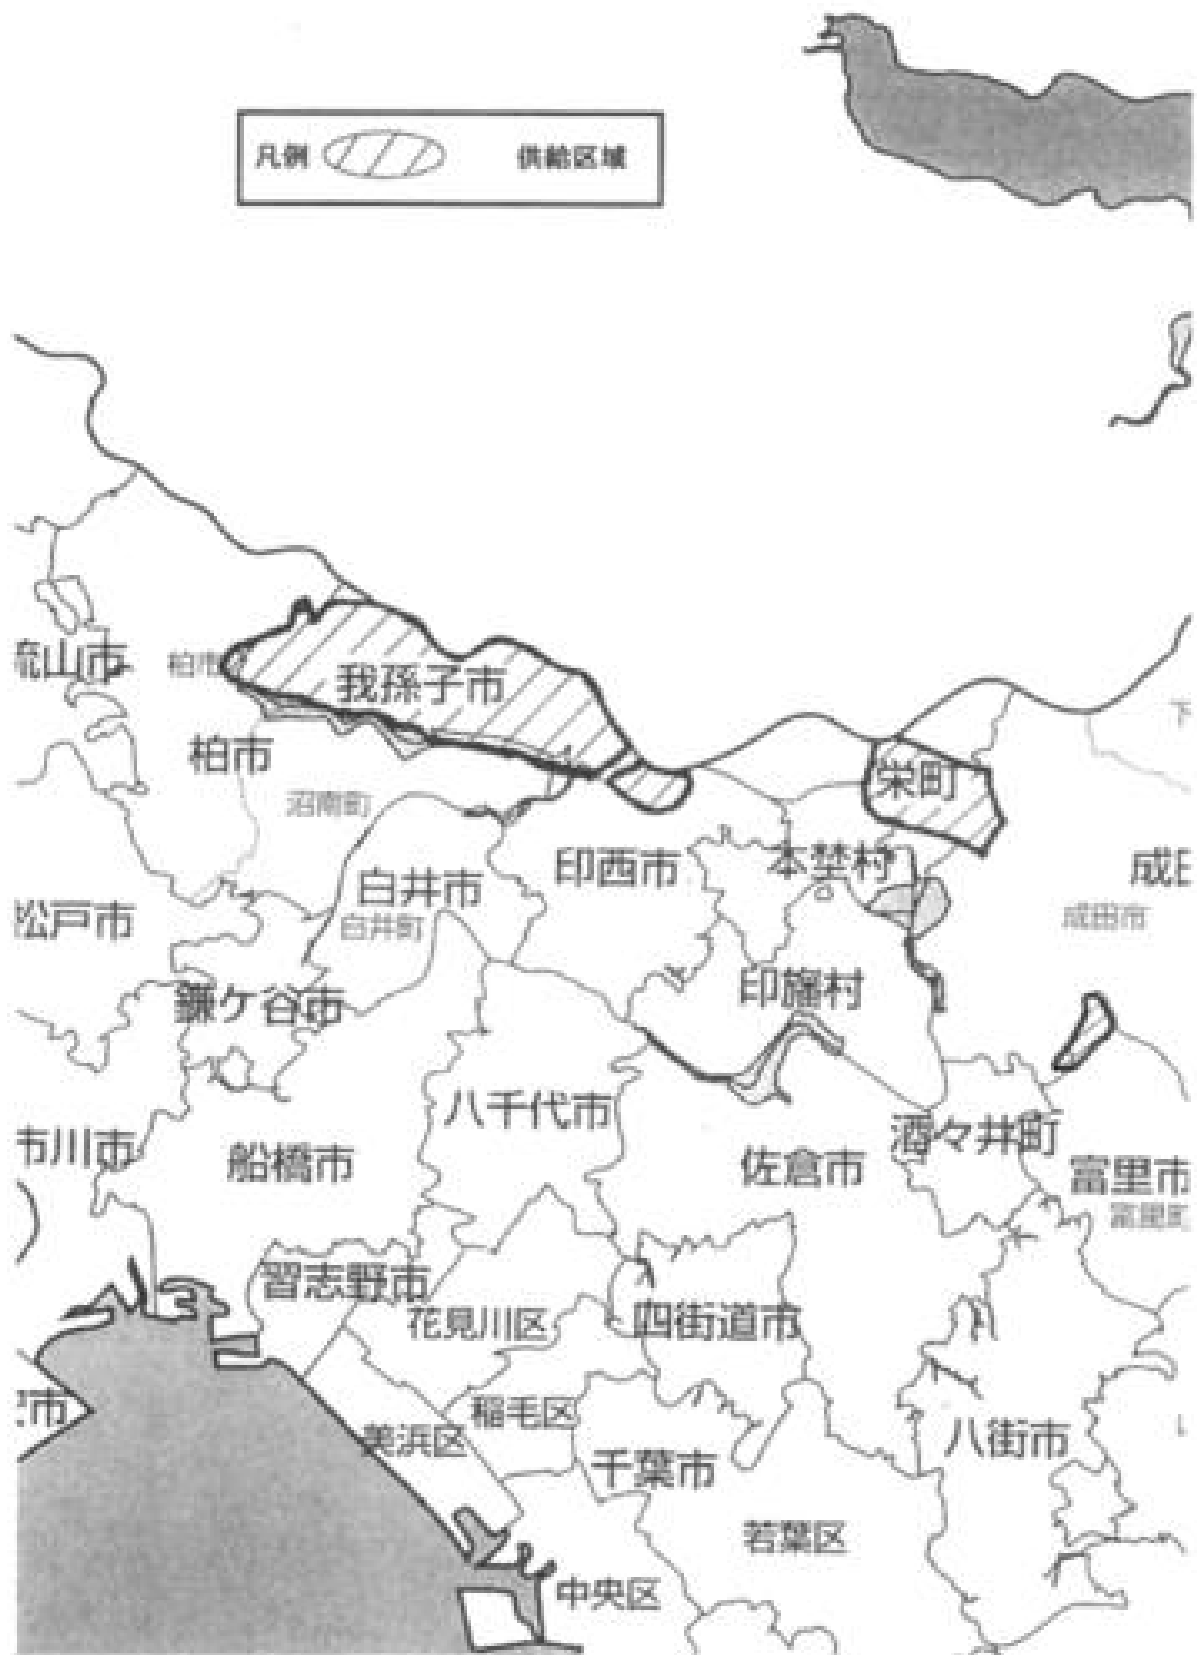 凡例 供給区域
流山市
柏市
我孫子市
柏市
沼南町
栄町
下
印西市
本埜村
成田
成田市
白井市
白井町
松戸市
印旛村
鎌ケ谷市
八千代市
市川市
船橋市
佐倉市
酒々井町
富里市
富里町
習志野市
花見川区
四街道市
安市
稲毛区
美浜区
千葉市
八街市
若葉区
中央区